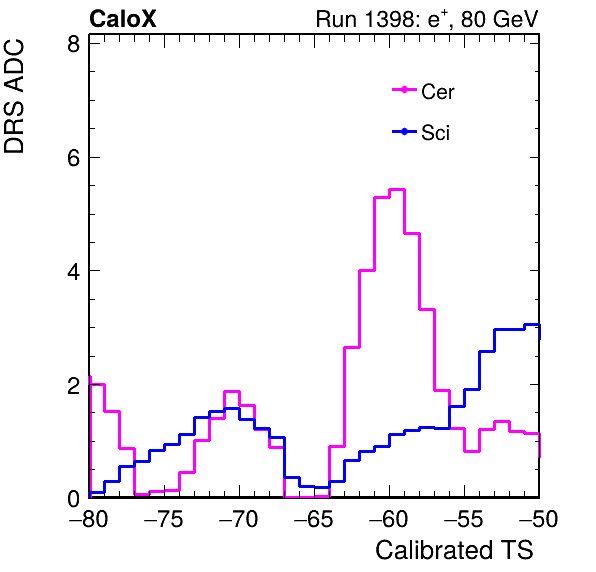 CaloX Run 1398: e⁺, 80 GeV
DRS ADC
Cer
Sci
8
6
4
2
0
−80 −75 −70 −65 −60 −55 −50
Calibrated TS